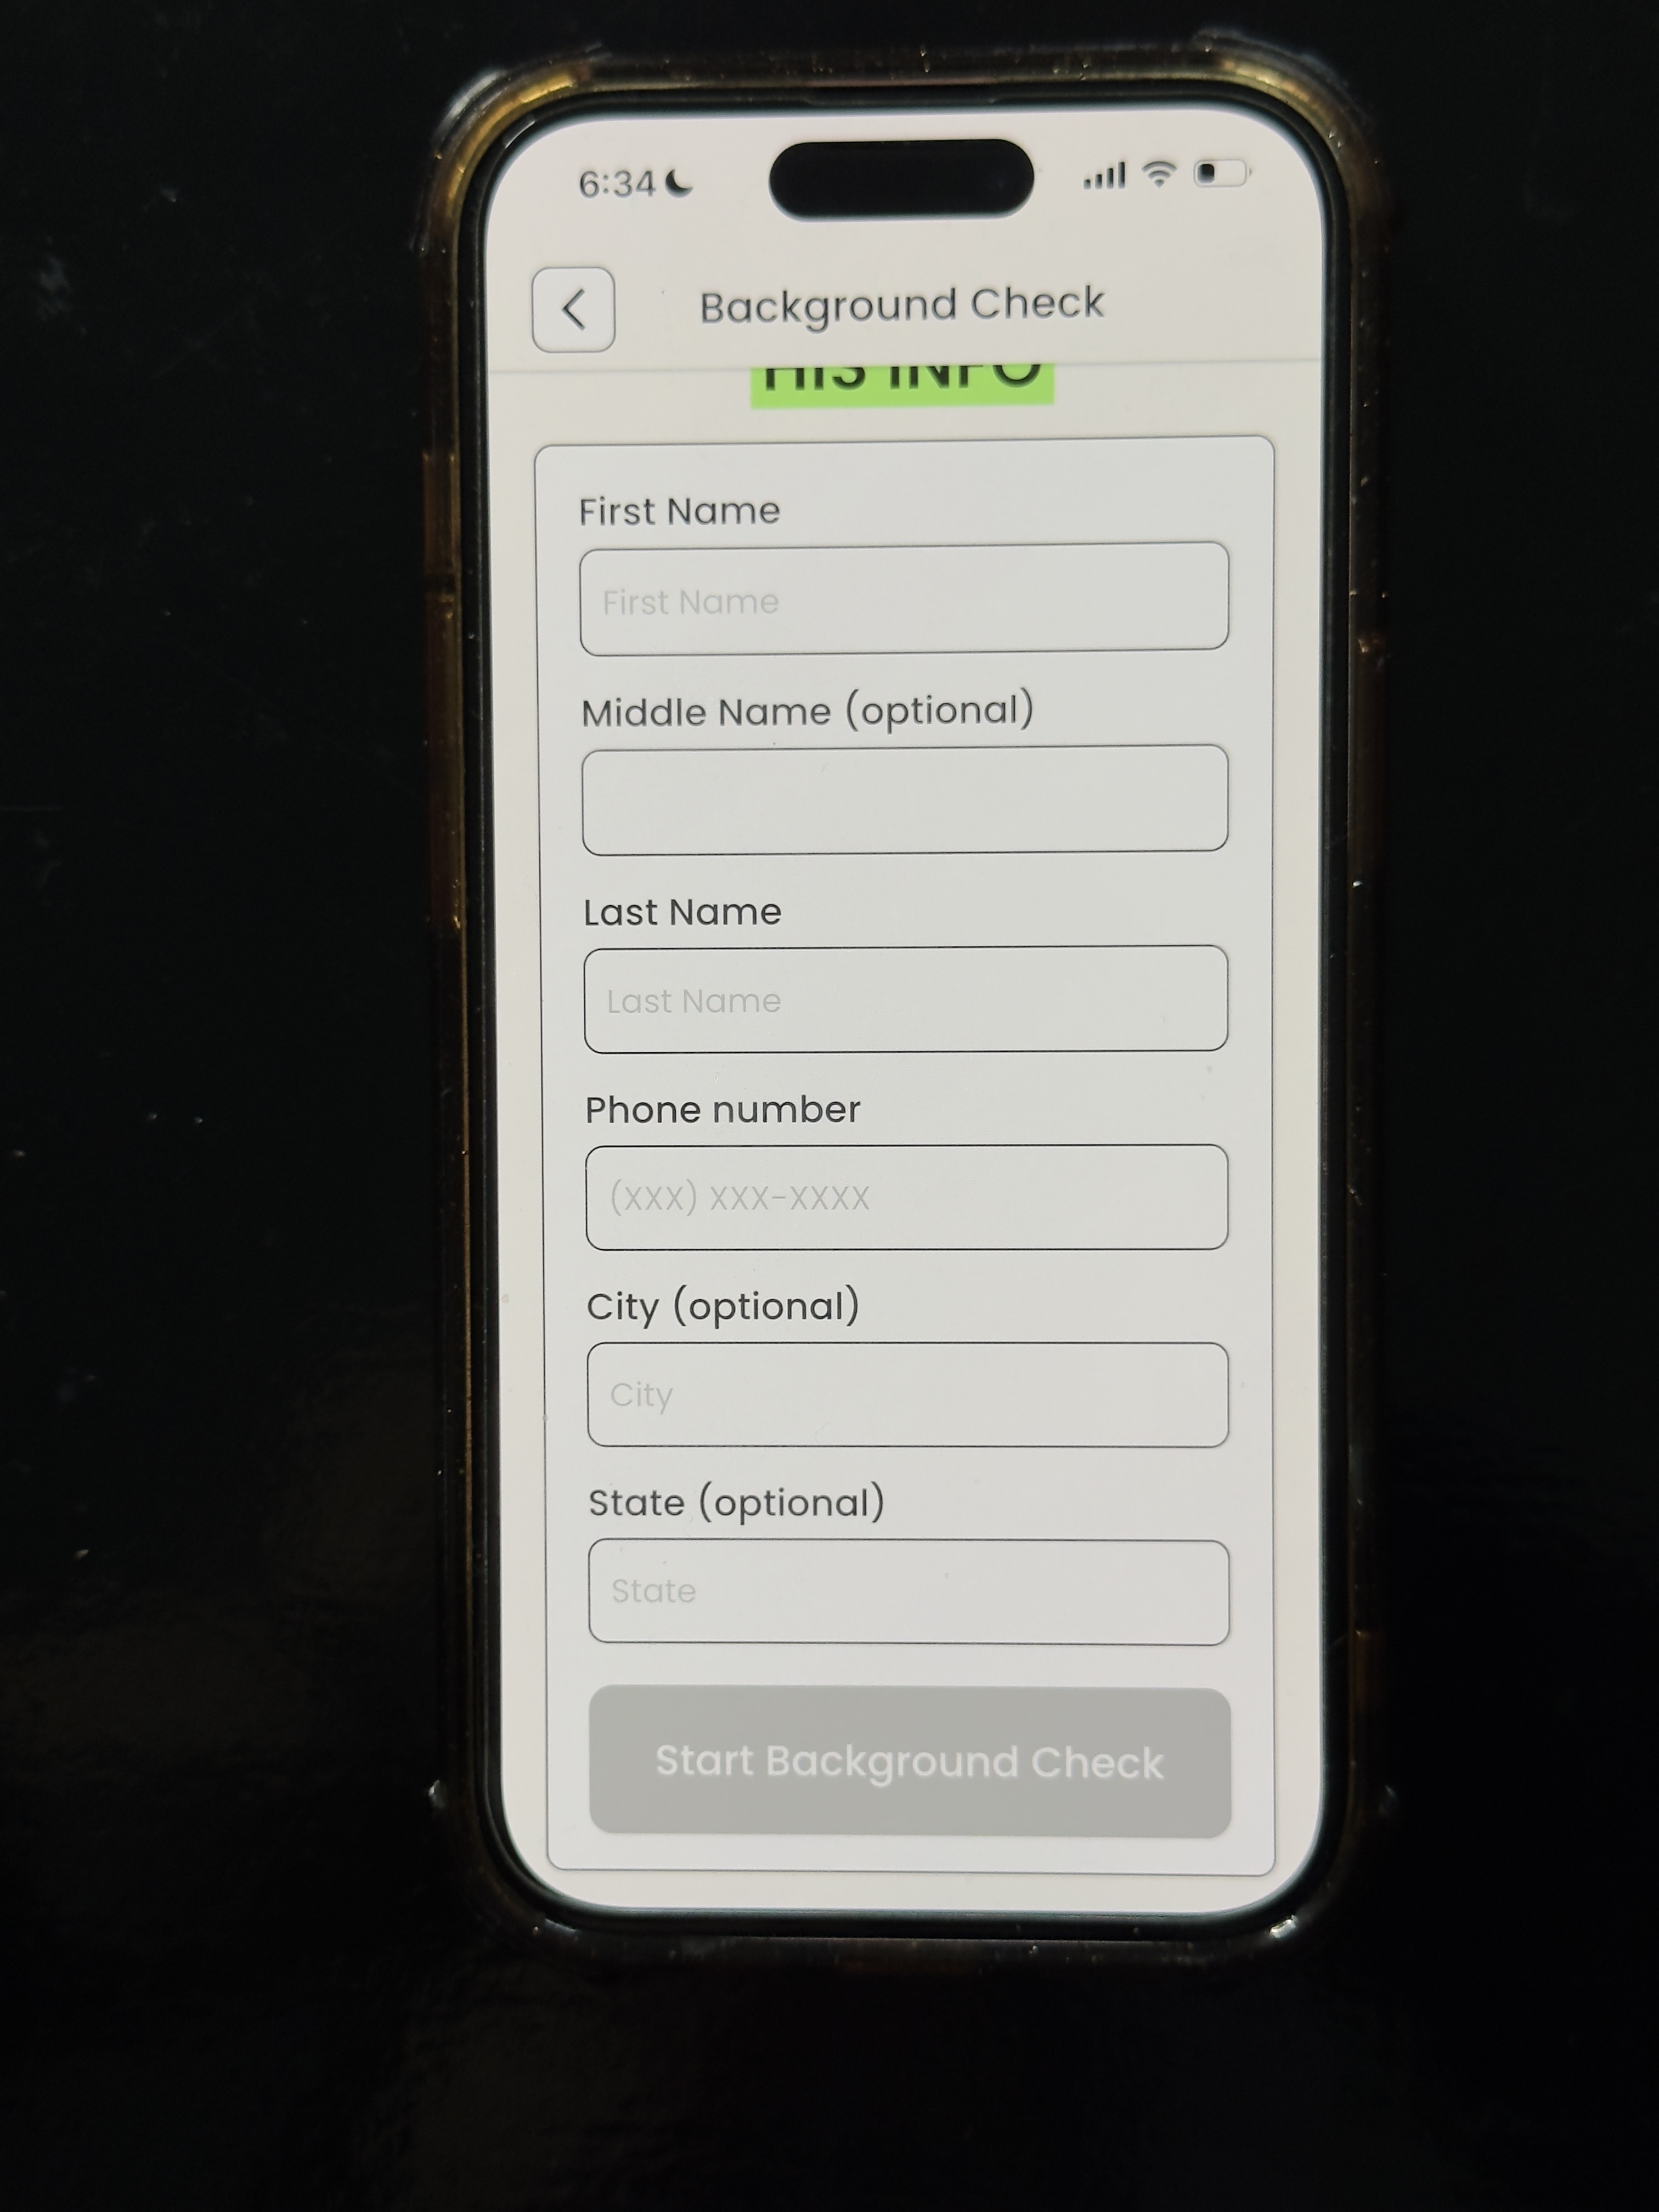 6:34
Background Check
HIS INFO
First Name
First Name
Middle Name (optional)
Last Name
Last Name
Phone number
(XXX) XXX-XXXX
City (optional)
City
State (optional)
State
Start Background Check